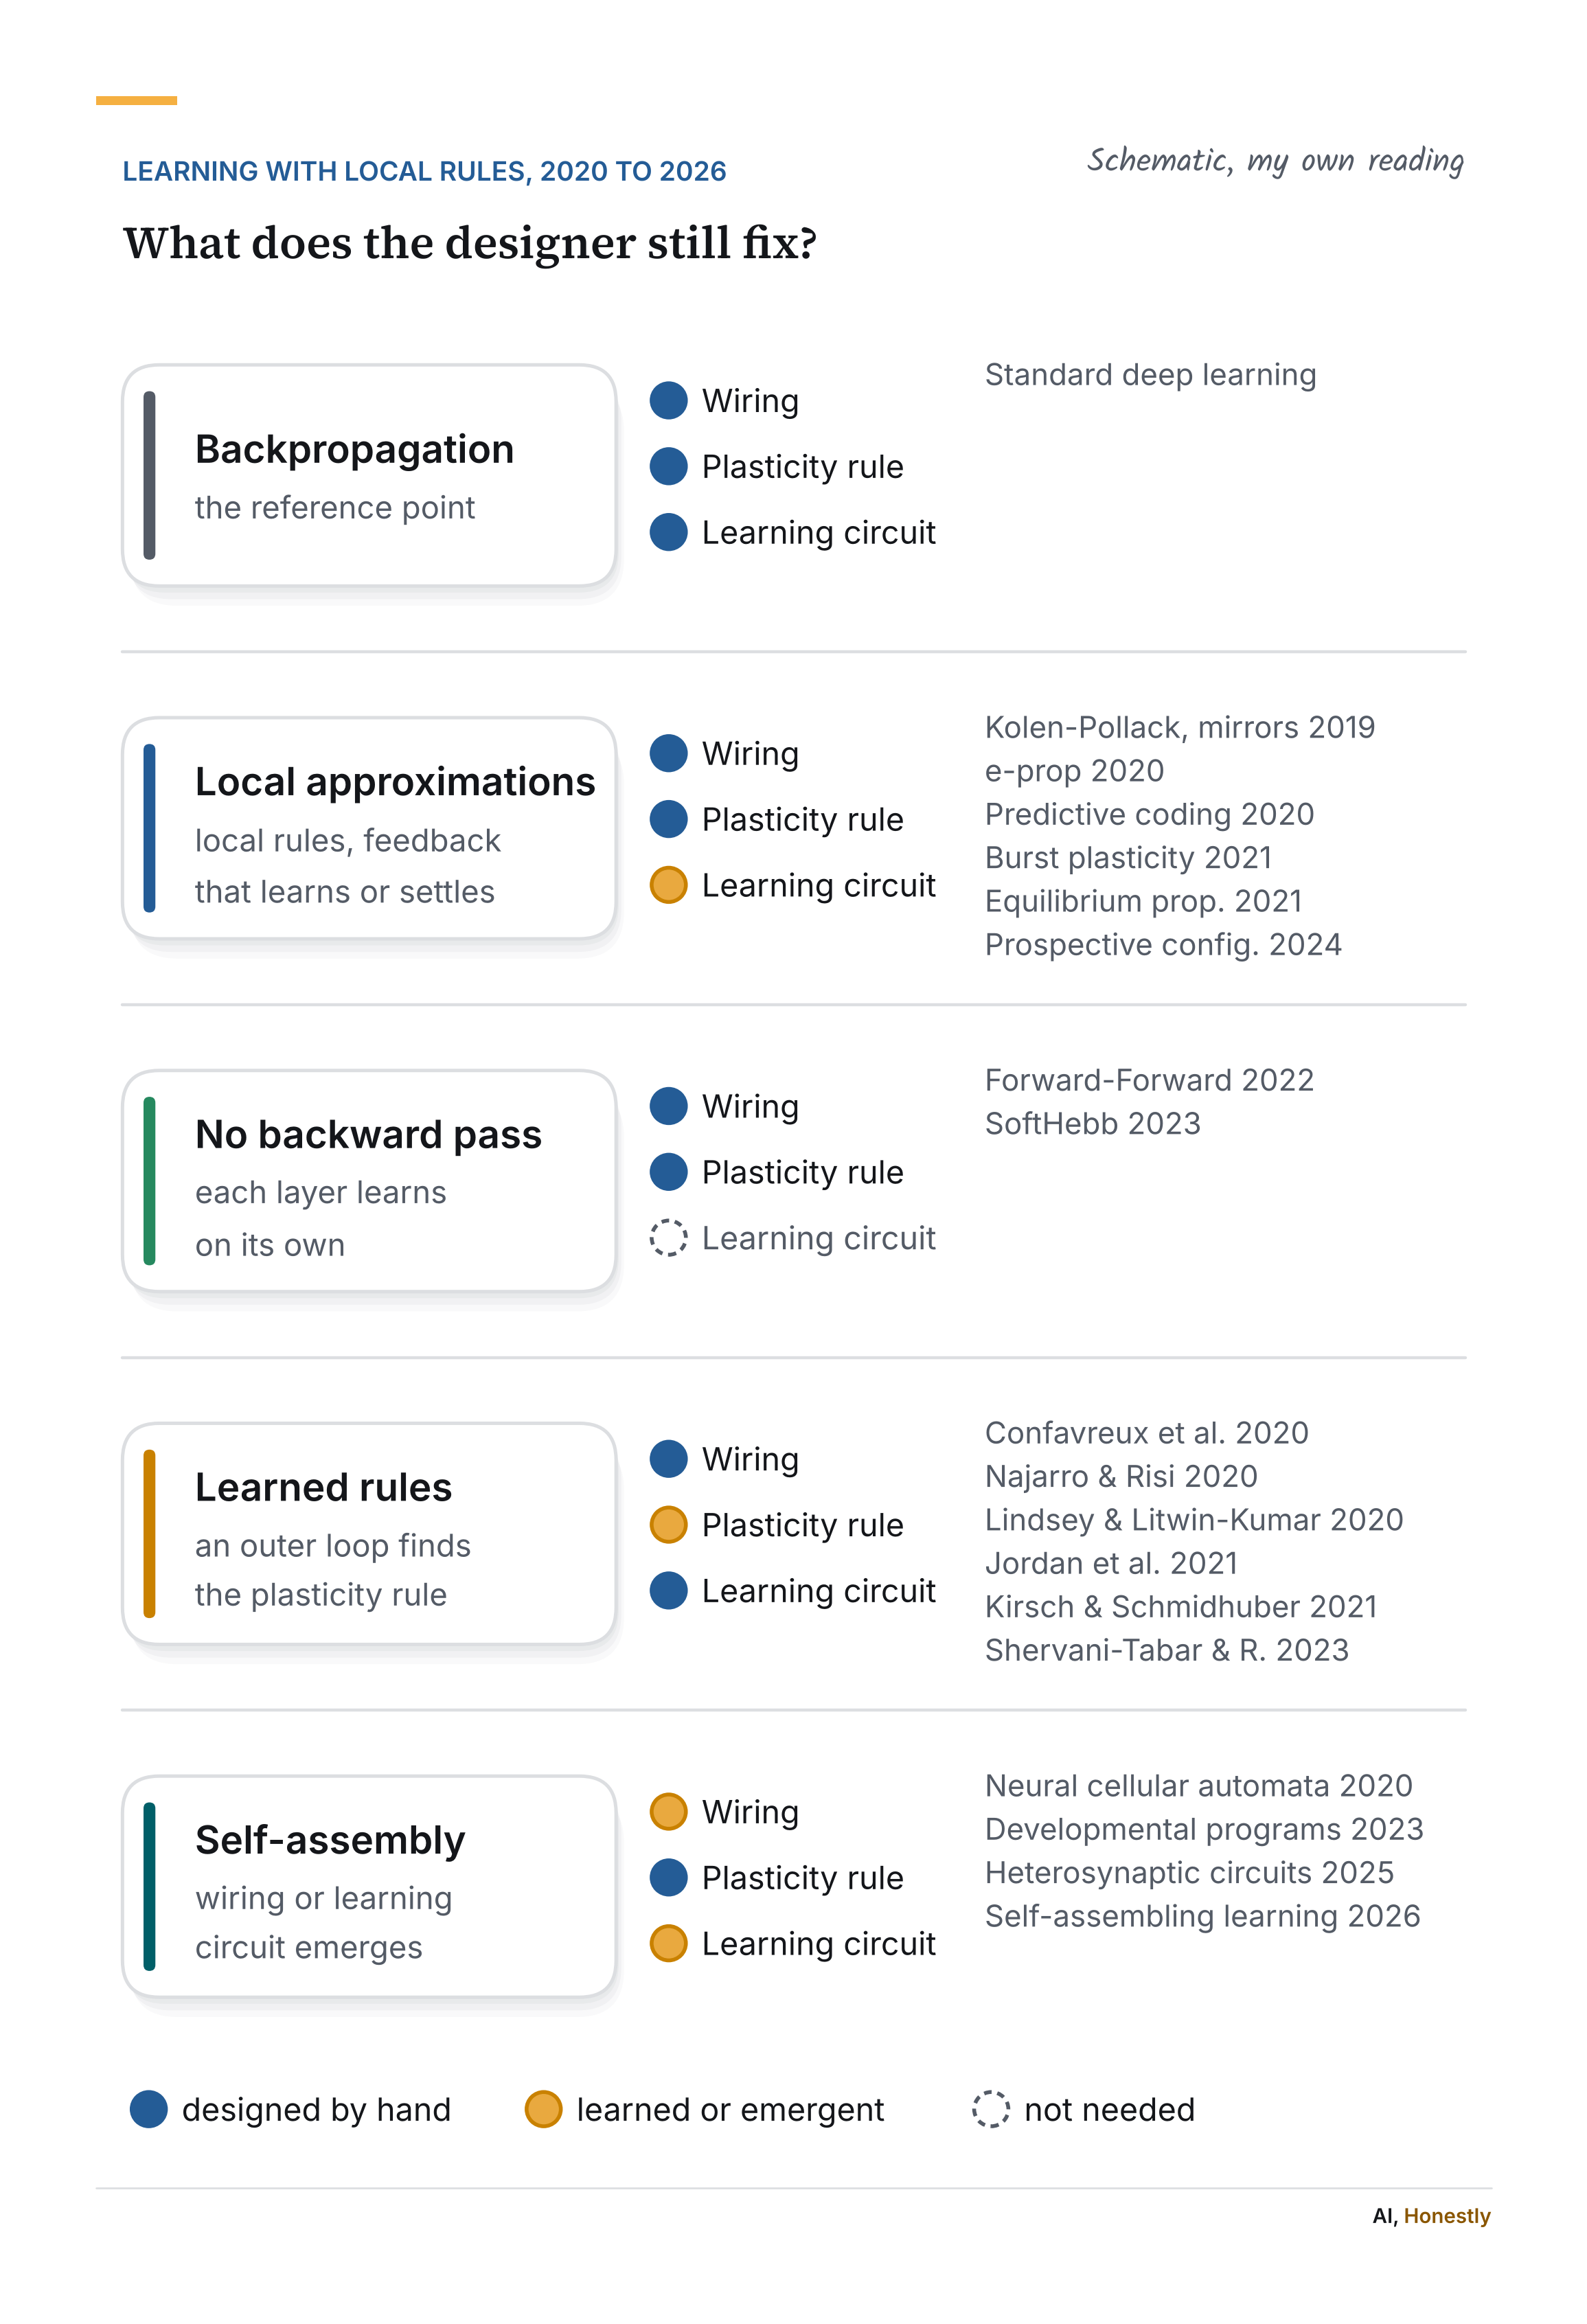 LEARNING WITH LOCAL RULES, 2020 TO 2026
Schematic, my own reading
What does the designer still fix?
Backpropagation
the reference point
Wiring
Plasticity rule
Learning circuit
Standard deep learning
Local approximations
local rules, feedback
that learns or settles
Wiring
Plasticity rule
Learning circuit
Kolen-Pollack, mirrors 2019
e-prop 2020
Predictive coding 2020
Burst plasticity 2021
Equilibrium prop. 2021
Prospective config. 2024
No backward pass
each layer learns
on its own
Wiring
Plasticity rule
Learning circuit
Forward-Forward 2022
SoftHebb 2023
Learned rules
an outer loop finds
the plasticity rule
Wiring
Plasticity rule
Learning circuit
Confavreux et al. 2020
Najarro & Risi 2020
Lindsey & Litwin-Kumar 2020
Jordan et al. 2021
Kirsch & Schmidhuber 2021
Shervani-Tabar & R. 2023
Self-assembly
wiring or learning
circuit emerges
Wiring
Plasticity rule
Learning circuit
Neural cellular automata 2020
Developmental programs 2023
Heterosynaptic circuits 2025
Self-assembling learning 2026
designed by hand
learned or emergent
not needed
AI, Honestly